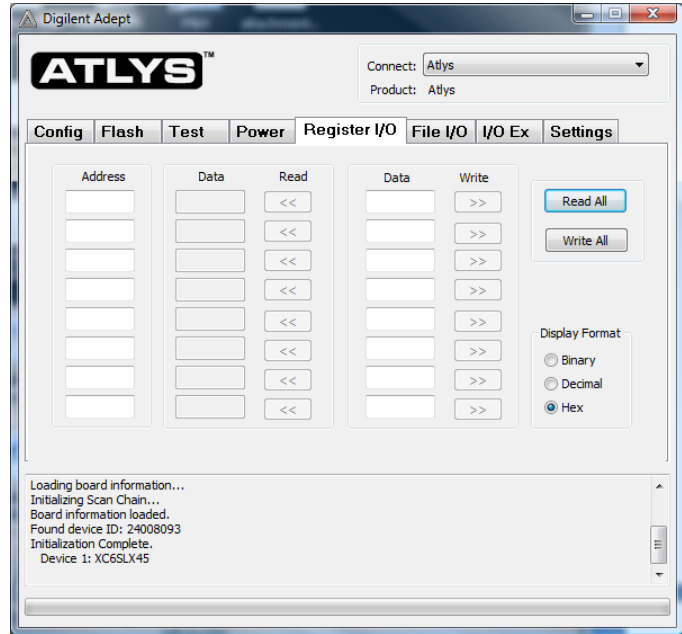 Digilent Adept
ATLYS™
Connect: Atlys
Product: Atlys
Config Flash Test Power Register I/O File I/O I/O Ex Settings
Address Data Read Data Write
<< >>
<< >>
<< >>
<< >>
<< >>
<< >>
<< >>
<< >>
Read All
Write All
Display Format
Binary
Decimal
Hex
Loading board information...
Initializing Scan Chain...
Board information loaded.
Found device ID: 24008093
Initialization Complete.
Device 1: XC6SLX45